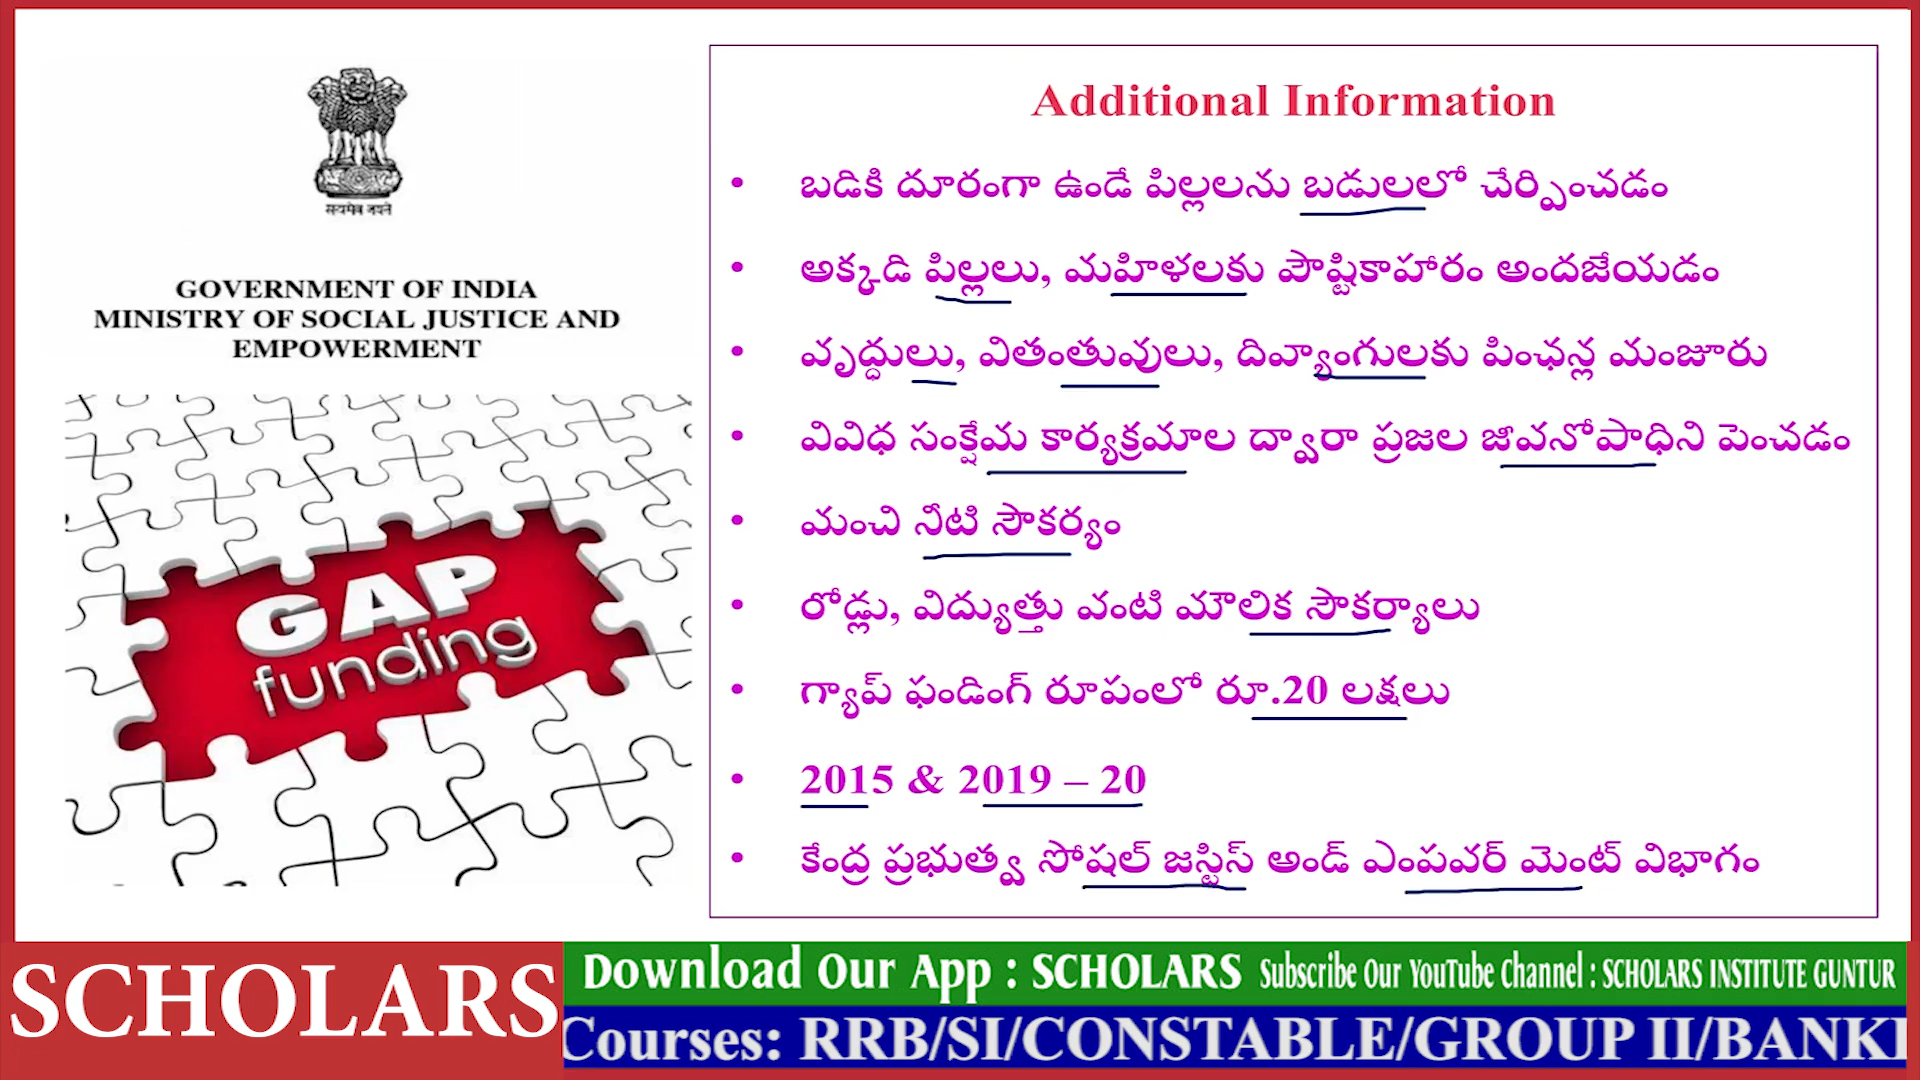 सत्यमेव जयते
GOVERNMENT OF INDIA
MINISTRY OF SOCIAL JUSTICE AND
EMPOWERMENT
GAP
funding
Additional Information
• బడికి దూరంగా ఉండే పిల్లలను బడులలో చేర్పించడం
• అక్కడి పిల్లలు, మహిళలకు పౌష్టికాహారం అందజేయడం
• వృద్ధులు, వితంతువులు, దివ్యాంగులకు పింఛన్ల మంజూరు
• వివిధ సంక్షేమ కార్యక్రమాల ద్వారా ప్రజల జీవనోపాధిని పెంచడం
• మంచి నీటి సౌకర్యం
• రోడ్లు, విద్యుత్తు వంటి మౌలిక సౌకర్యాలు
• గ్యాప్ ఫండింగ్ రూపంలో రూ.20 లక్షలు
• 2015 & 2019 – 20
• కేంద్ర ప్రభుత్వ సోషల్ జస్టిస్ అండ్ ఎంపవర్ మెంట్ విభాగం
SCHOLARS
Download Our App : SCHOLARS Subscribe Our YouTube Channel : SCHOLARS INSTITUTE GUNTUR
Courses: RRB/SI/CONSTABLE/GROUP II/BANKI